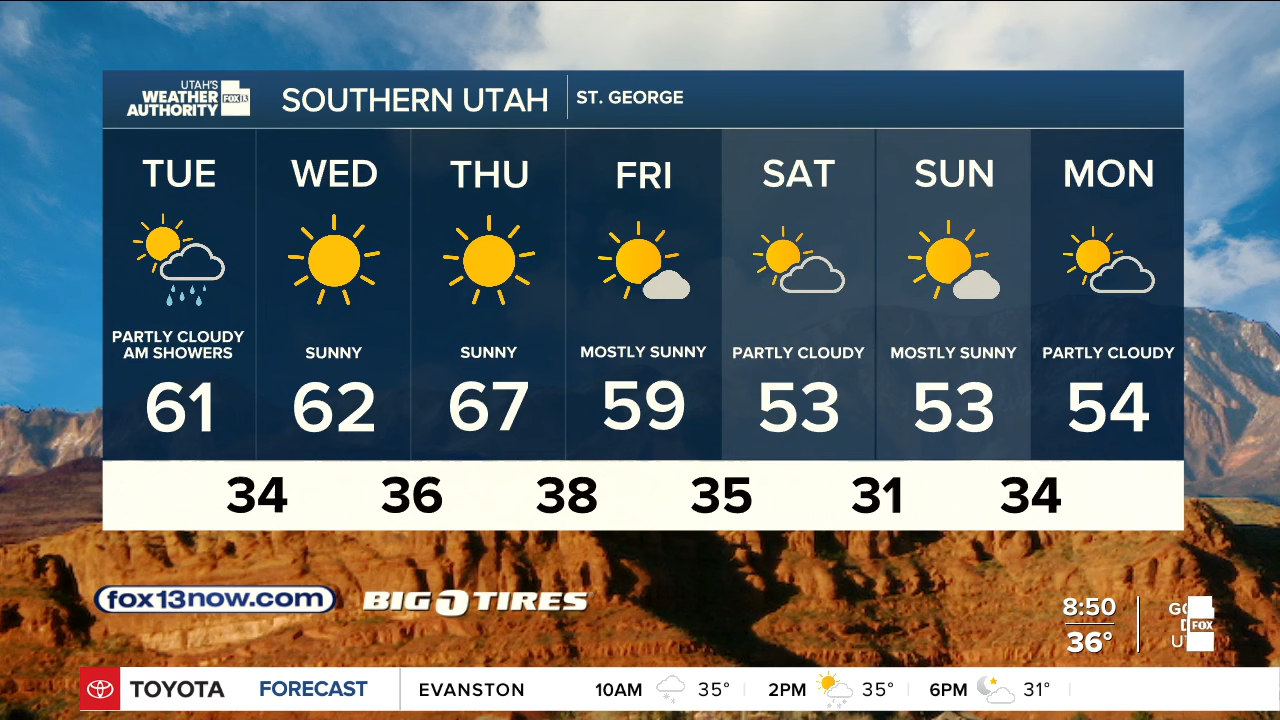 UTAH'S
WEATHER
AUTHORITY
FOX 13
SOUTHERN UTAH
ST. GEORGE
TUE WED THU FRI SAT SUN MON
PARTLY CLOUDY
AM SHOWERS
SUNNY
SUNNY
MOSTLY SUNNY
PARTLY CLOUDY
MOSTLY SUNNY
PARTLY CLOUDY
61 62 67 59 53 53 54
34 36 38 35 31 34
fox13now.com
BIG O TIRES
8:50
36°
FOX
TOYOTA FORECAST EVANSTON 10AM 35° 2PM 35° 6PM 31°